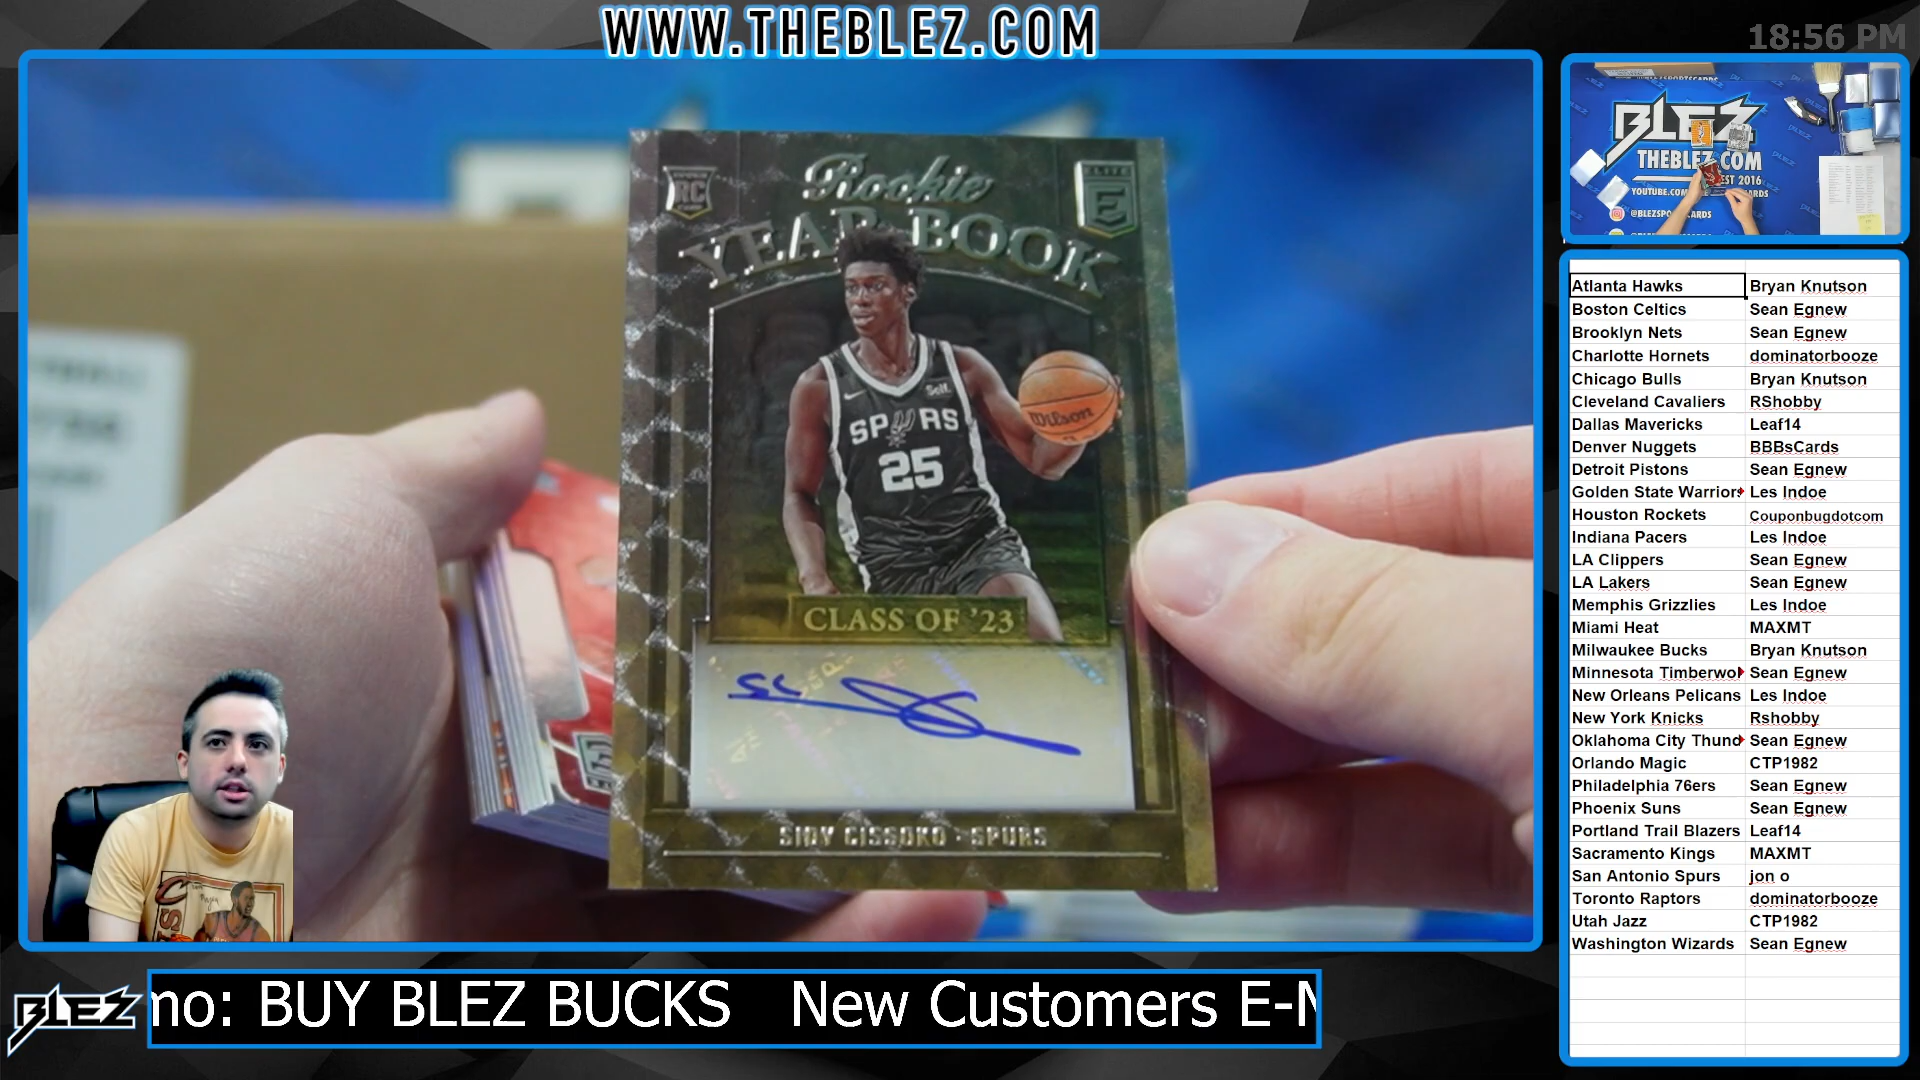 WWW.THEBLEZ.COM
18:56 PM
RC
Rookie
YEARBOOK
ELITE
E
Self.
SPURS
25
Wilson
CLASS OF '23
SIDY CISSOKO · SPURS
BLEZ
THEBLEZ.COM
EST 2016
Atlanta Hawks Bryan Knutson
Boston Celtics Sean Egnew
Brooklyn Nets Sean Egnew
Charlotte Hornets dominatorbooze
Chicago Bulls Bryan Knutson
Cleveland Cavaliers RShobby
Dallas Mavericks Leaf14
Denver Nuggets BBBsCards
Detroit Pistons Sean Egnew
Golden State Warriors Les Indoe
Houston Rockets Couponbugdotcom
Indiana Pacers Les Indoe
LA Clippers Sean Egnew
LA Lakers Sean Egnew
Memphis Grizzlies Les Indoe
Miami Heat MAXMT
Milwaukee Bucks Bryan Knutson
Minnesota Timberwol Sean Egnew
New Orleans Pelicans Les Indoe
New York Knicks Rshobby
Oklahoma City Thund Sean Egnew
Orlando Magic CTP1982
Philadelphia 76ers Sean Egnew
Phoenix Suns Sean Egnew
Portland Trail Blazers Leaf14
Sacramento Kings MAXMT
San Antonio Spurs jon o
Toronto Raptors dominatorbooze
Utah Jazz CTP1982
Washington Wizards Sean Egnew
BLEZ
mo: BUY BLEZ BUCKS New Customers E-M